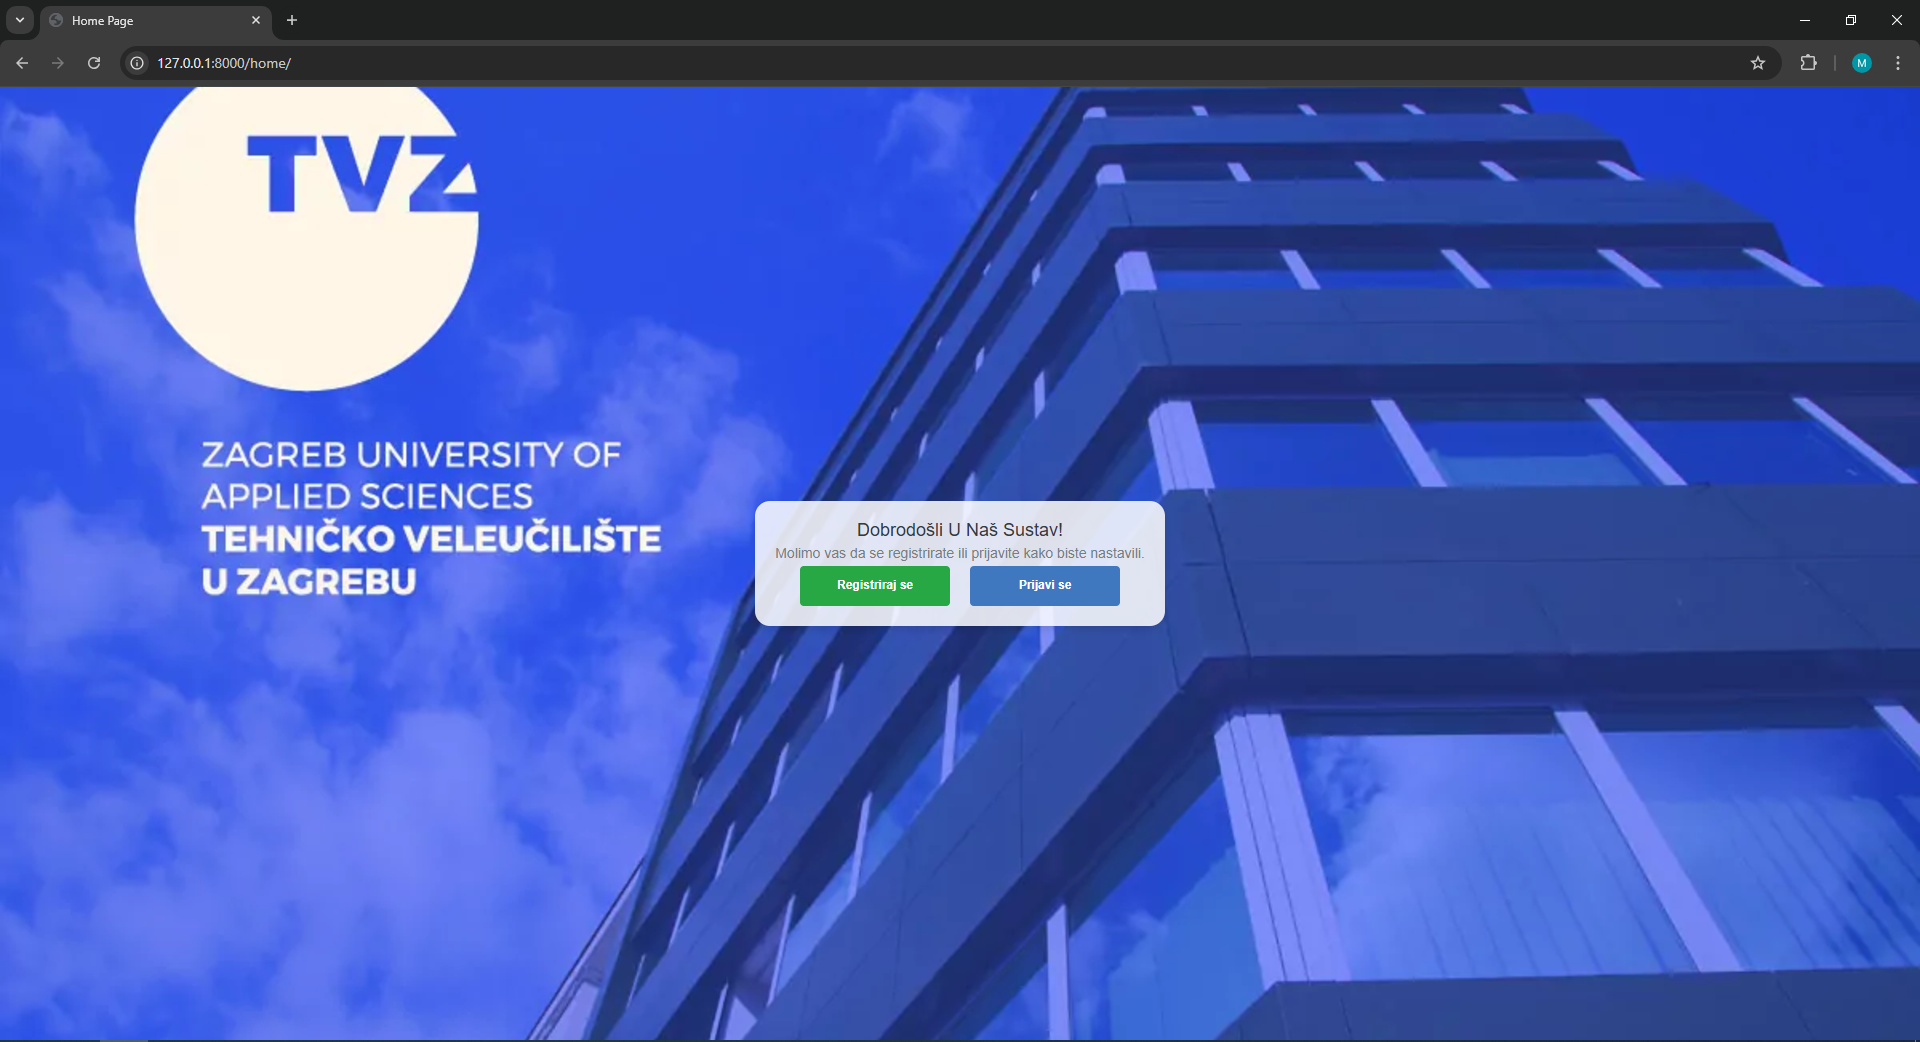 Home Page
127.0.0.1:8000/home/
M
TVZ
ZAGREB UNIVERSITY OF
APPLIED SCIENCES
TEHNIČKO VELEUČILIŠTE
U ZAGREBU
Dobrodošli U Naš Sustav!
Molimo vas da se registrirate ili prijavite kako biste nastavili.
Registriraj se
Prijavi se